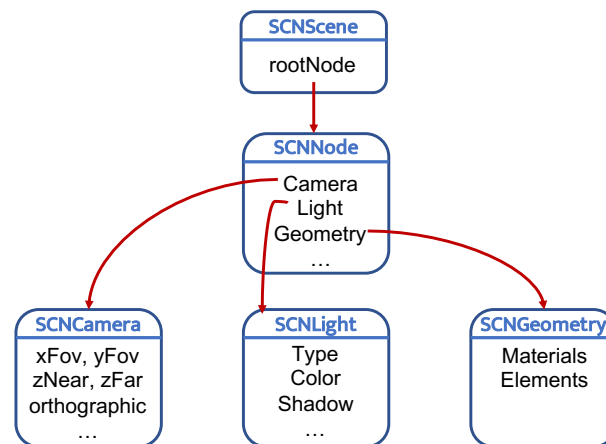 SCNScene
rootNode
SCNNode
Camera
Light
Geometry
...
SCNCamera
xFov, yFov
zNear, zFar
orthographic
...
SCNLight
Type
Color
Shadow
...
SCNGeometry
Materials
Elements